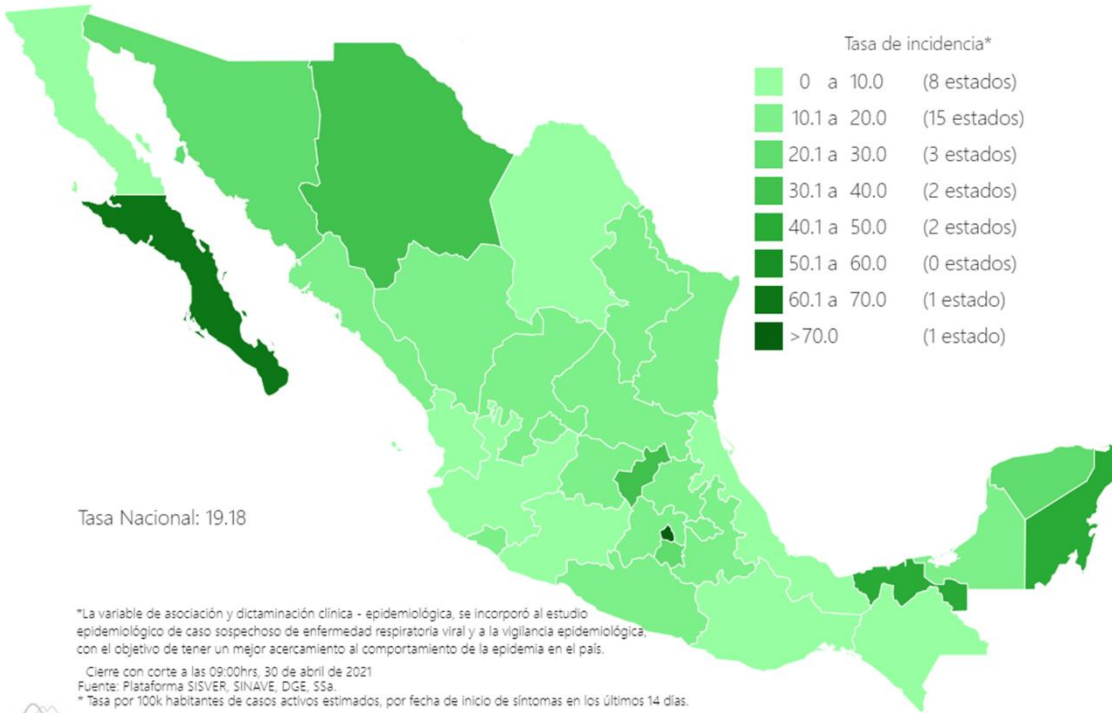 Tasa de incidencia*
0 a 10.0 (8 estados)
10.1 a 20.0 (15 estados)
20.1 a 30.0 (3 estados)
30.1 a 40.0 (2 estados)
40.1 a 50.0 (2 estados)
50.1 a 60.0 (0 estados)
60.1 a 70.0 (1 estado)
>70.0 (1 estado)
Tasa Nacional: 19.18
*La variable de asociación y dictaminación clínica - epidemiológica, se incorporó al estudio
epidemiológico de caso sospechoso de enfermedad respiratoria viral y a la vigilancia epidemiológica,
con el objetivo de tener un mejor acercamiento al comportamiento de la epidemia en el país.
Cierre con corte a las 09:00hrs, 30 de abril de 2021
Fuente: Plataforma SISVER, SINAVE, DGE, SSa.
* Tasa por 100k habitantes de casos activos estimados, por fecha de inicio de síntomas en los últimos 14 días.